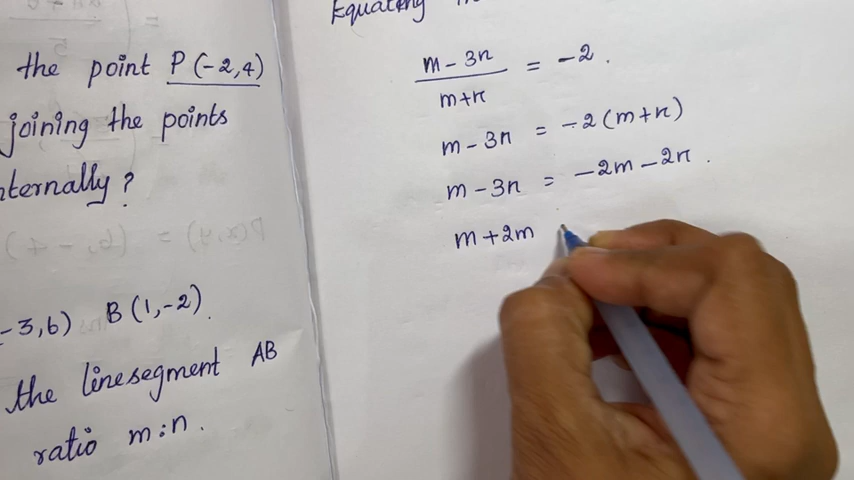 the point P(-2,4)
joining the points
nternally?
-3,6) B(1,-2).
the linesegment AB
ratio m:n.
Equating
m-3n/m+n = -2.
m-3n = -2(m+n)
m-3n = -2m-2n.
m+2m